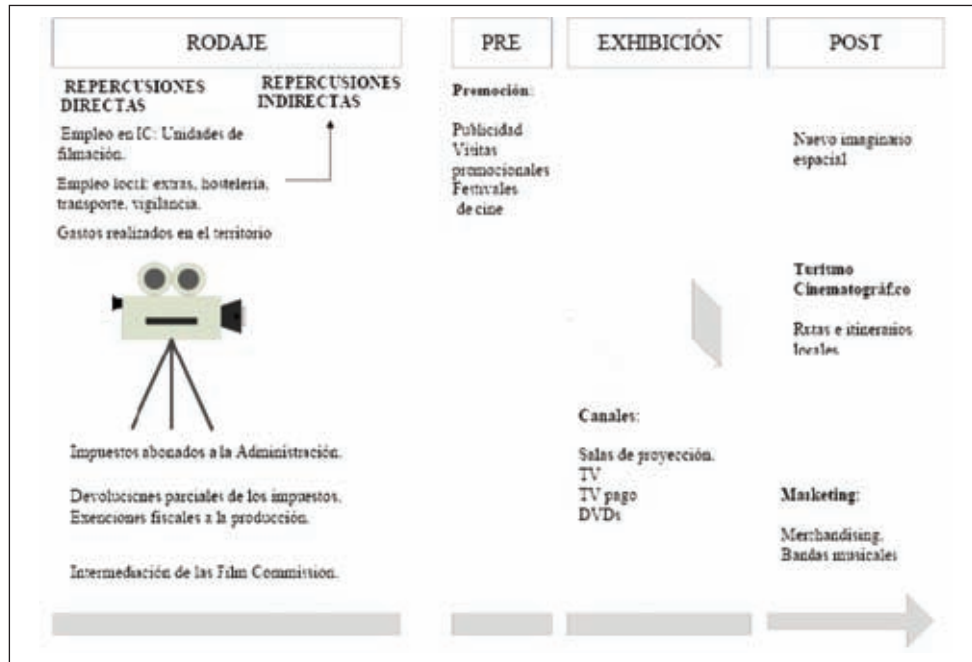 RODAJE
REPERCUSIONES
DIRECTAS
REPERCUSIONES
INDIRECTAS
Empleo en IC: Unidades de
filmación.
Empleo local: extras, hostelería,
transporte, vigilancia.
Gastos realizados en el territorio
Impuestos abonados a la Administración.
Devoluciones parciales de los impuestos.
Exenciones fiscales a la producción.
Intermediación de las Film Commission.
PRE
Promoción:
Publicidad
Visitas
promocionales
Festivales
de cine
EXHIBICIÓN
Canales:
Salas de proyección.
TV
TV pago
DVDs
POST
Nuevo imaginario
espacial
Turismo
Cinematográfico
Rutas e itinerarios
locales
Marketing:
Merchandising.
Bandas musicales